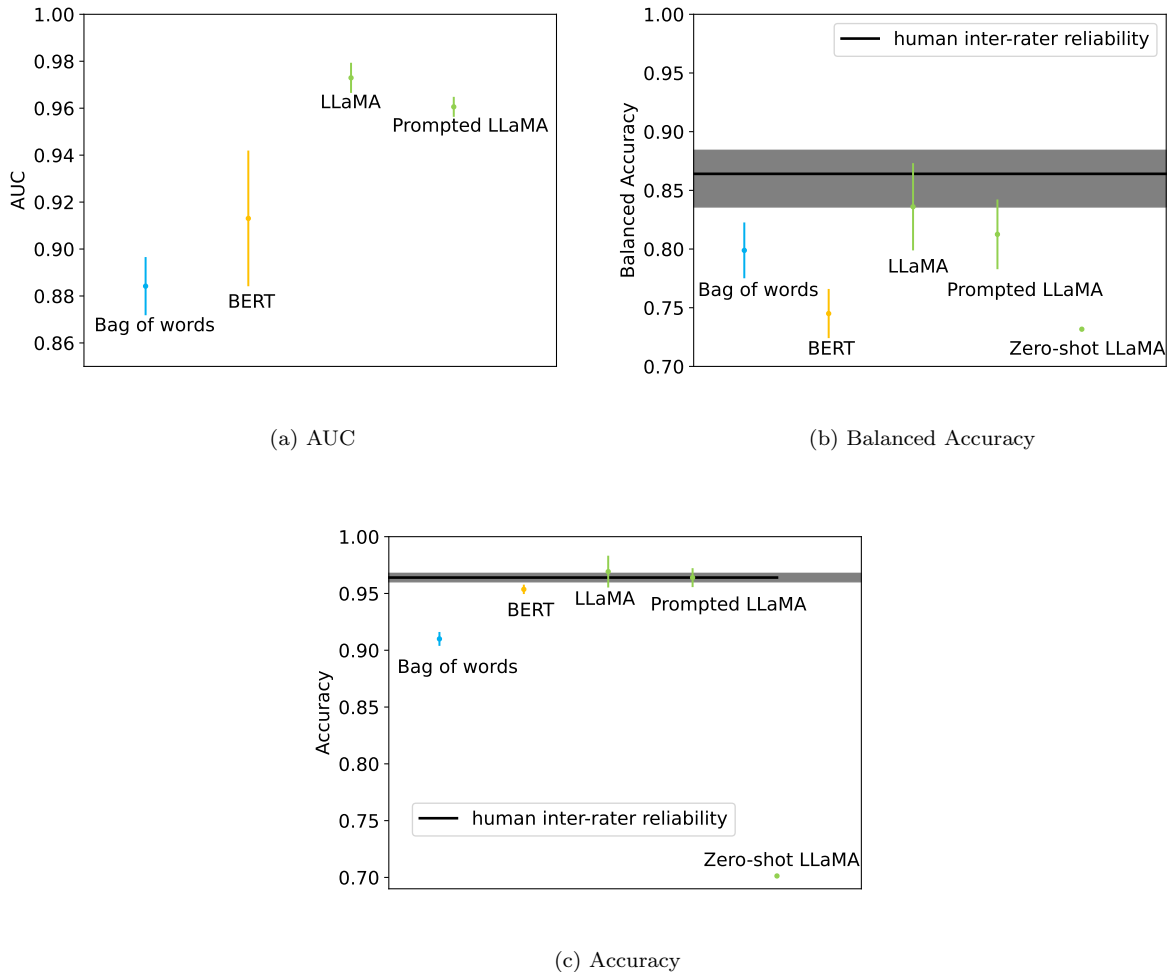 1.00
0.98
0.96
0.94
0.92
0.90
0.88
0.86
AUC
LLaMA
Prompted LLaMA
BERT
Bag of words
(a) AUC
1.00
0.95
0.90
0.85
0.80
0.75
0.70
Balanced Accuracy
human inter-rater reliability
LLaMA
Bag of words
Prompted LLaMA
BERT
Zero-shot LLaMA
(b) Balanced Accuracy
1.00
0.95
0.90
0.85
0.80
0.75
0.70
Accuracy
LLaMA
BERT
Prompted LLaMA
Bag of words
human inter-rater reliability
Zero-shot LLaMA
(c) Accuracy